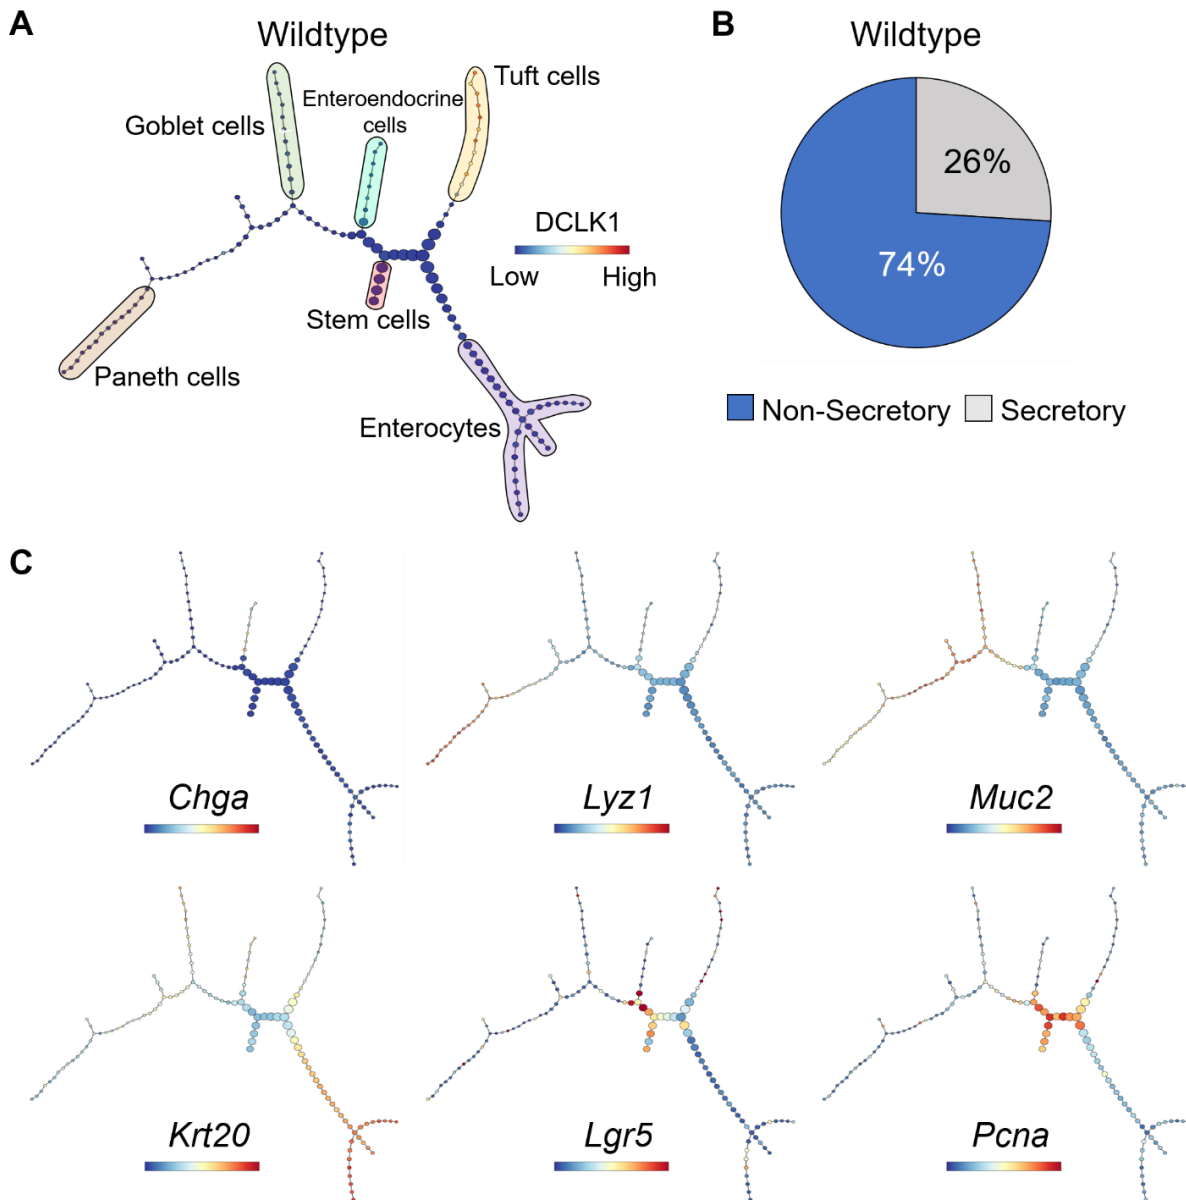 A
Wildtype
Goblet cells
Enteroendocrine
cells
Tuft cells
DCLK1
Low High
Stem cells
Paneth cells
Enterocytes
B
Wildtype
26%
74%
Non-Secretory Secretory
C
Chga
Lyz1
Muc2
Krt20
Lgr5
Pcna